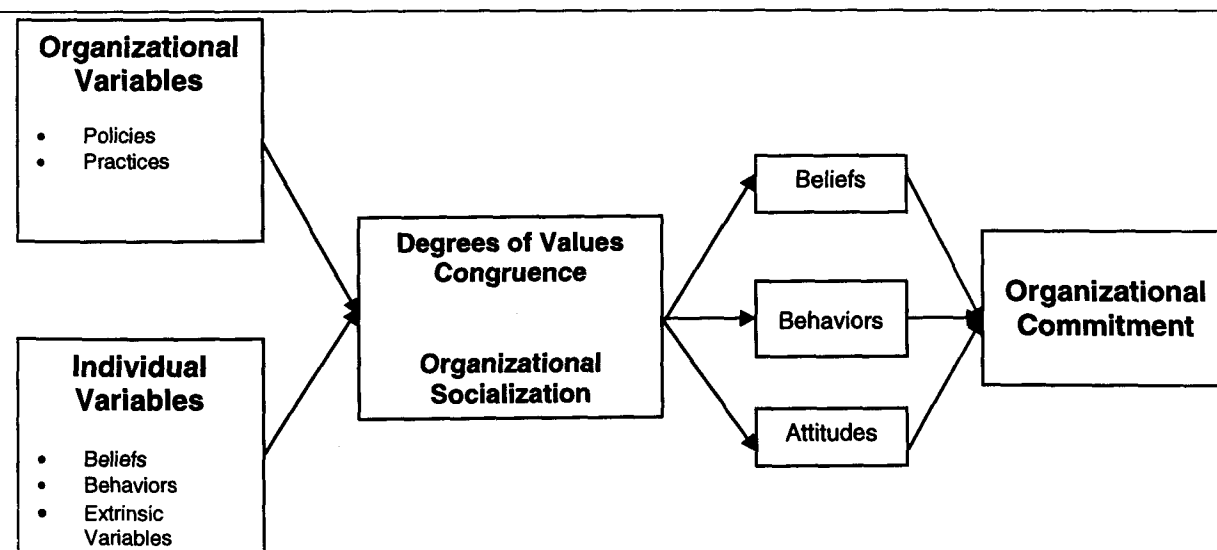 Organizational
Variables
• Policies
• Practices
Individual
Variables
• Beliefs
• Behaviors
• Extrinsic
Variables
Degrees of Values
Congruence
Organizational
Socialization
Beliefs
Behaviors
Attitudes
Organizational
Commitment